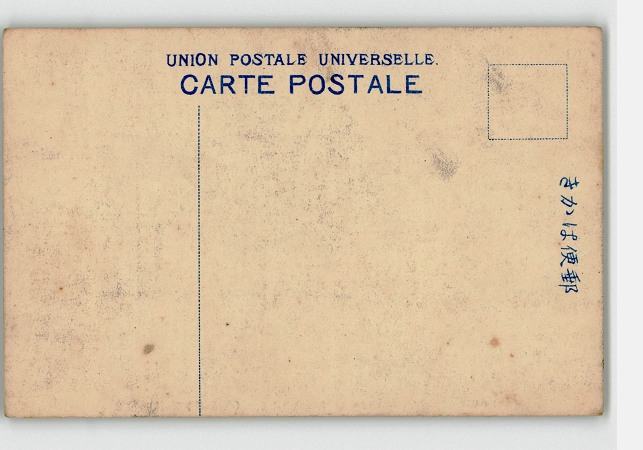 UNION POSTALE UNIVERSELLE.
CARTE POSTALE
きかは便郵